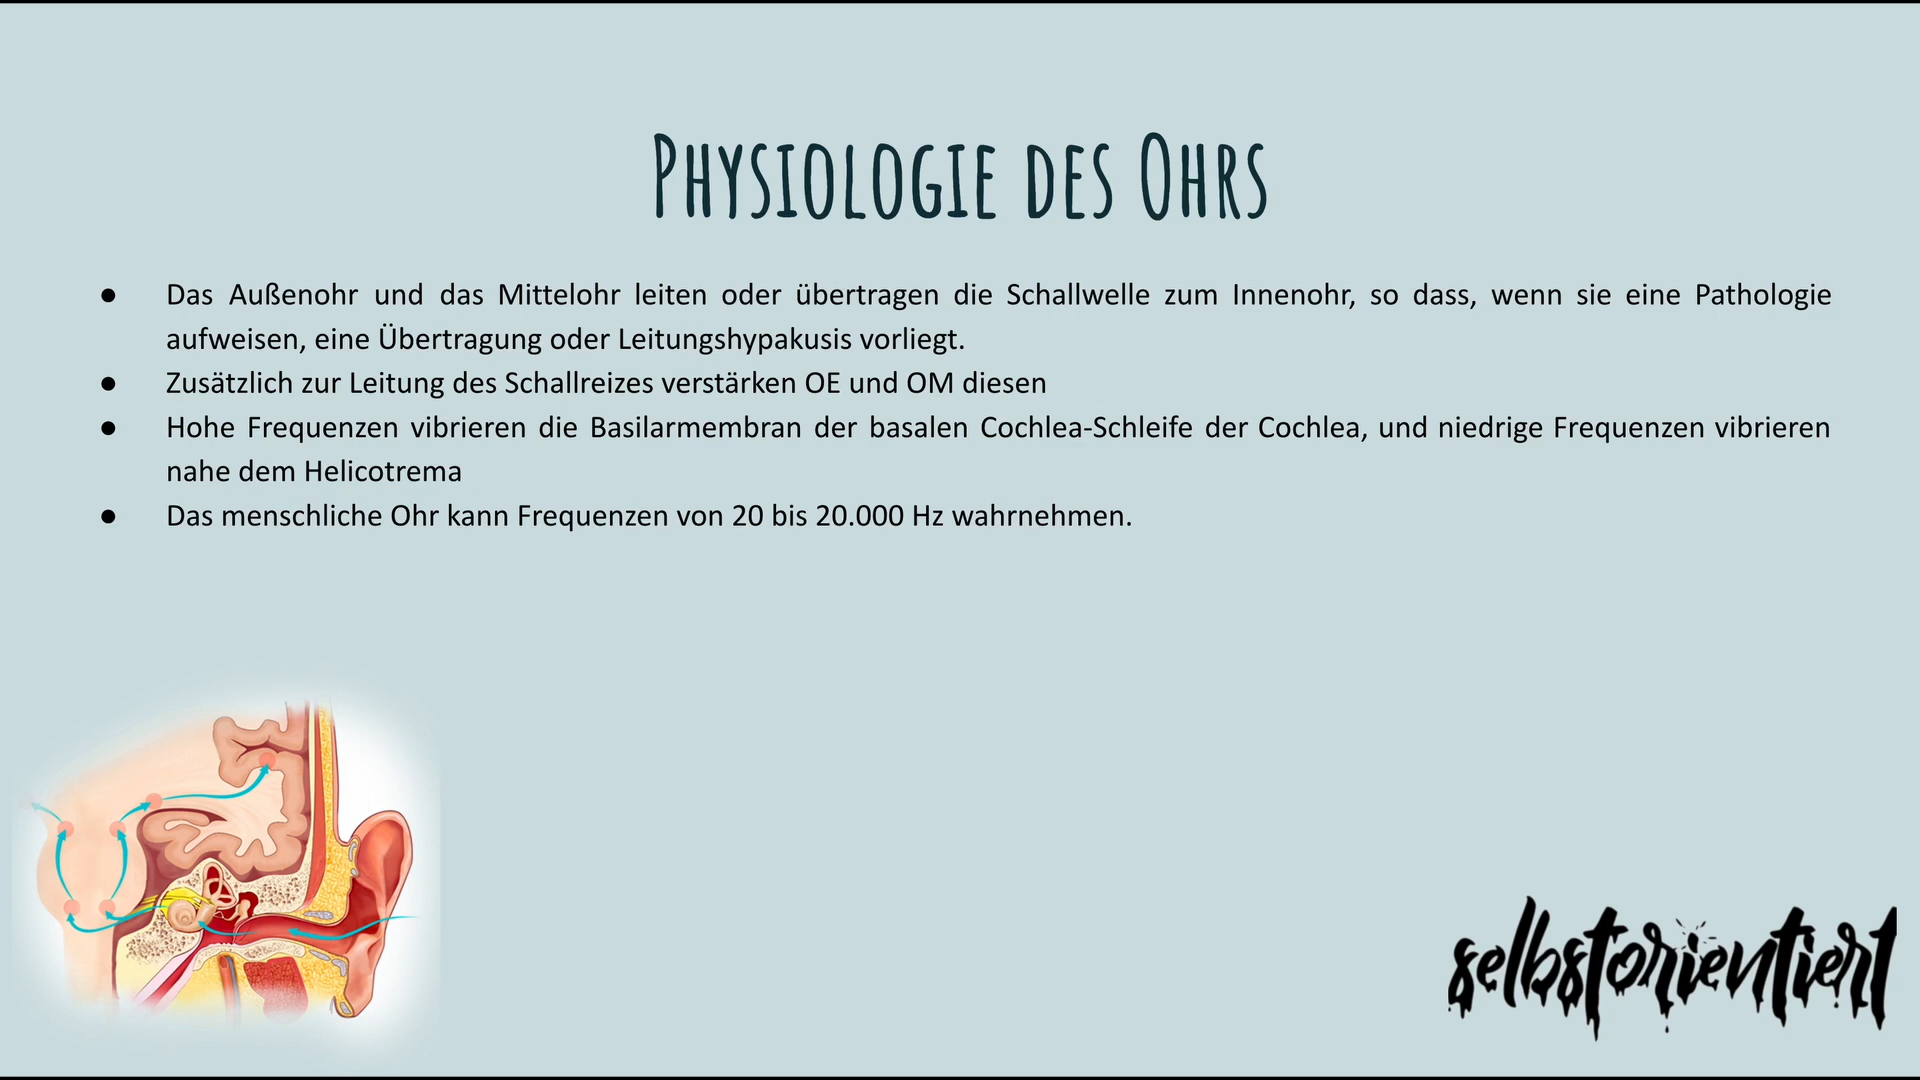 Physiologie des Ohrs
● Das Außenohr und das Mittelohr leiten oder übertragen die Schallwelle zum Innenohr, so dass, wenn sie eine Pathologie
aufweisen, eine Übertragung oder Leitungshypakusis vorliegt.
● Zusätzlich zur Leitung des Schallreizes verstärken OE und OM diesen
● Hohe Frequenzen vibrieren die Basilarmembran der basalen Cochlea-Schleife der Cochlea, und niedrige Frequenzen vibrieren
nahe dem Helicotrema
● Das menschliche Ohr kann Frequenzen von 20 bis 20.000 Hz wahrnehmen.
selbstorientiert